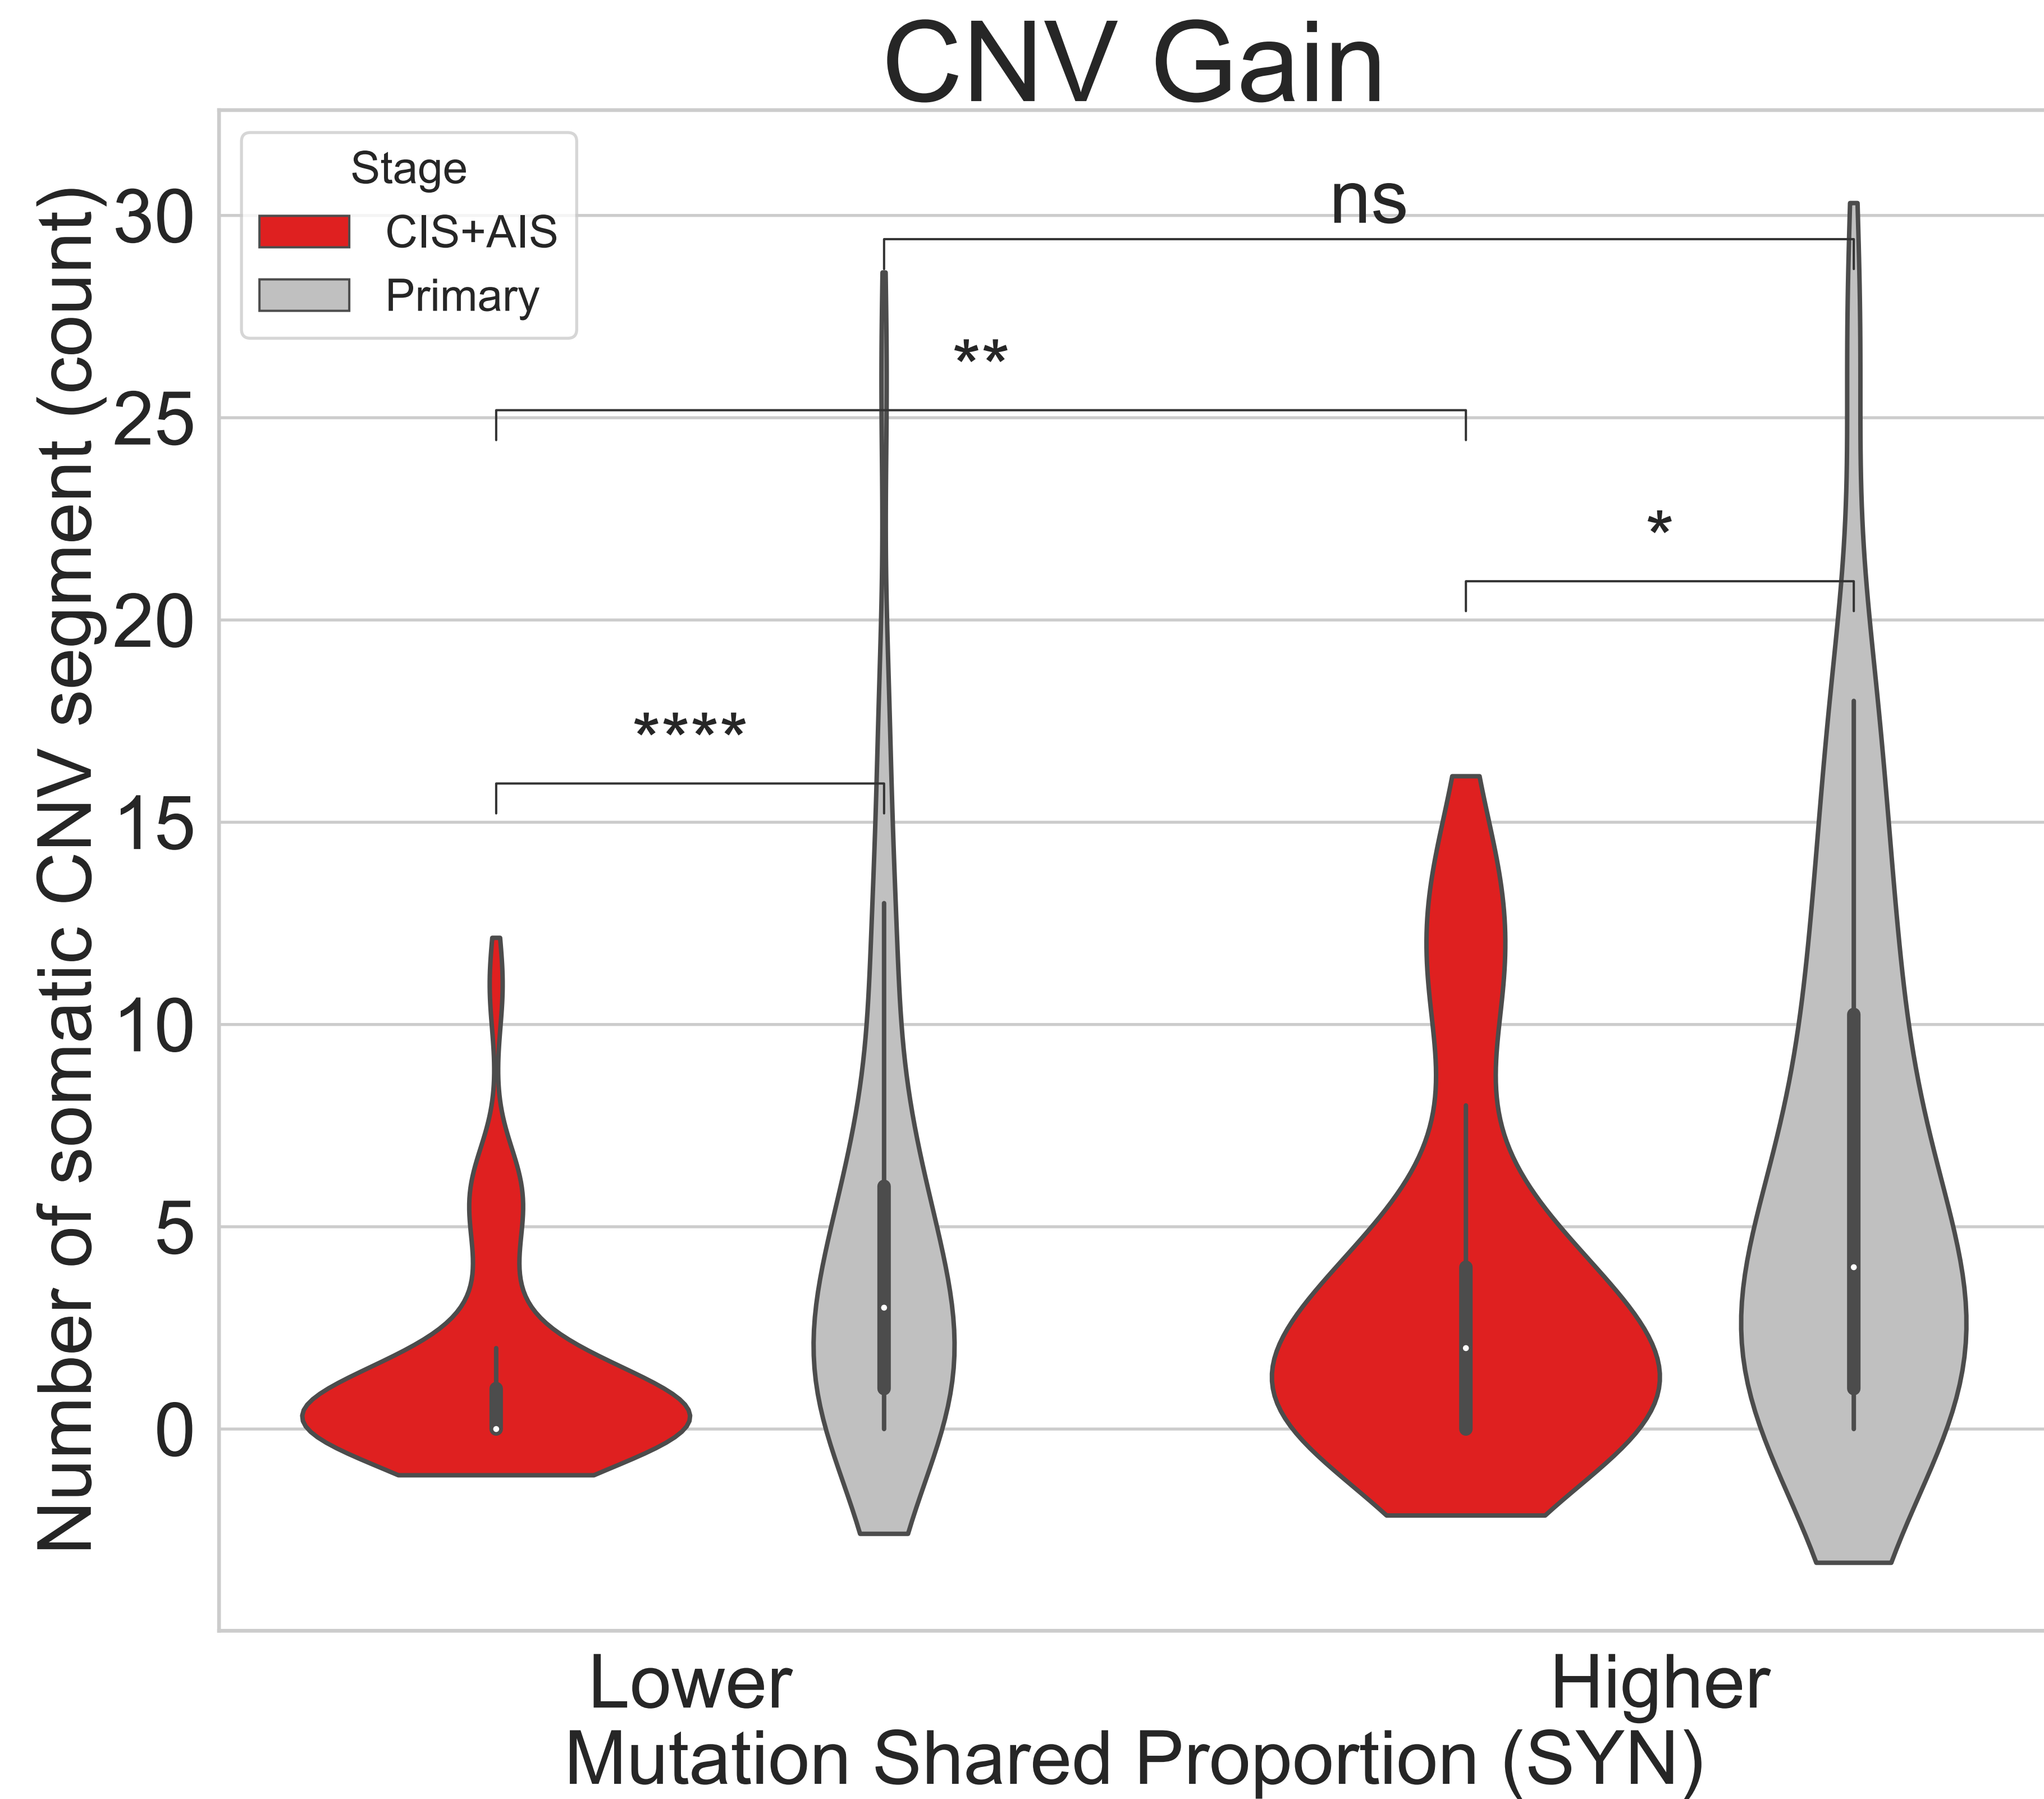 CNV Gain
Number of somatic CNV segment (count)
30
25
20
15
10
5
0
Stage
CIS+AIS
Primary
ns
**
*
****
Lower
Higher
Mutation Shared Proportion (SYN)